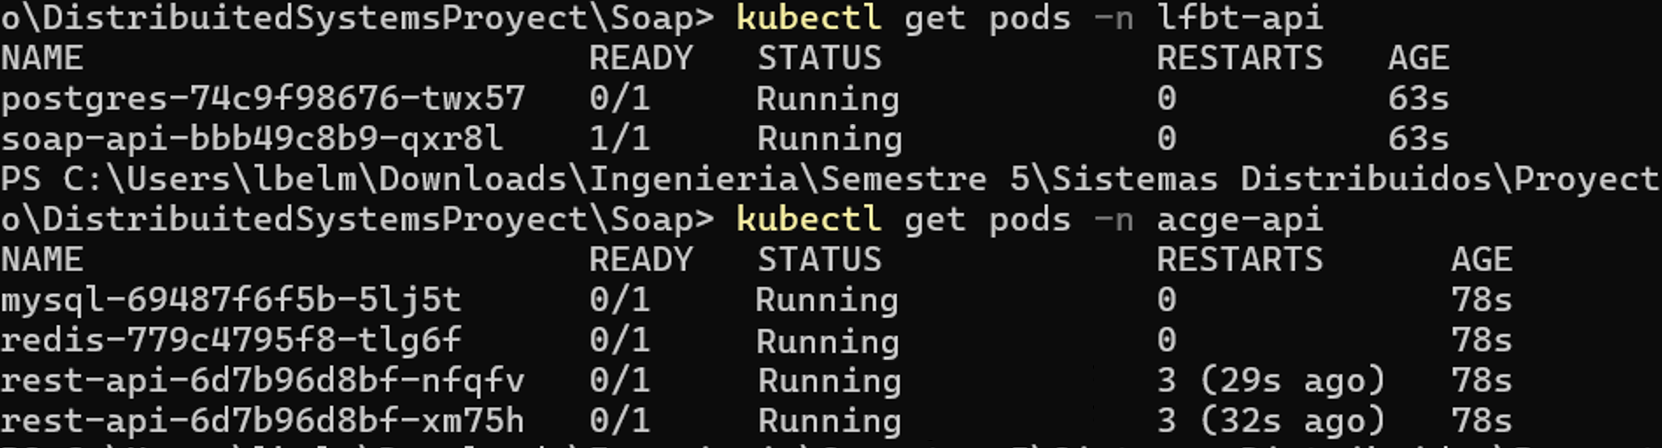 o\DistribuitedSystemsProyect\Soap> kubectl get pods -n lfbt-api
NAME READY STATUS RESTARTS AGE
postgres-74c9f98676-twx57 0/1 Running 0 63s
soap-api-bbb49c8b9-qxr8l 1/1 Running 0 63s
PS C:\Users\lbelm\Downloads\Ingenieria\Semestre 5\Sistemas Distribuidos\Proyect
o\DistribuitedSystemsProyect\Soap> kubectl get pods -n acge-api
NAME READY STATUS RESTARTS AGE
mysql-69487f6f5b-5lj5t 0/1 Running 0 78s
redis-779c4795f8-tlg6f 0/1 Running 0 78s
rest-api-6d7b96d8bf-nfqfv 0/1 Running 3 (29s ago) 78s
rest-api-6d7b96d8bf-xm75h 0/1 Running 3 (32s ago) 78s